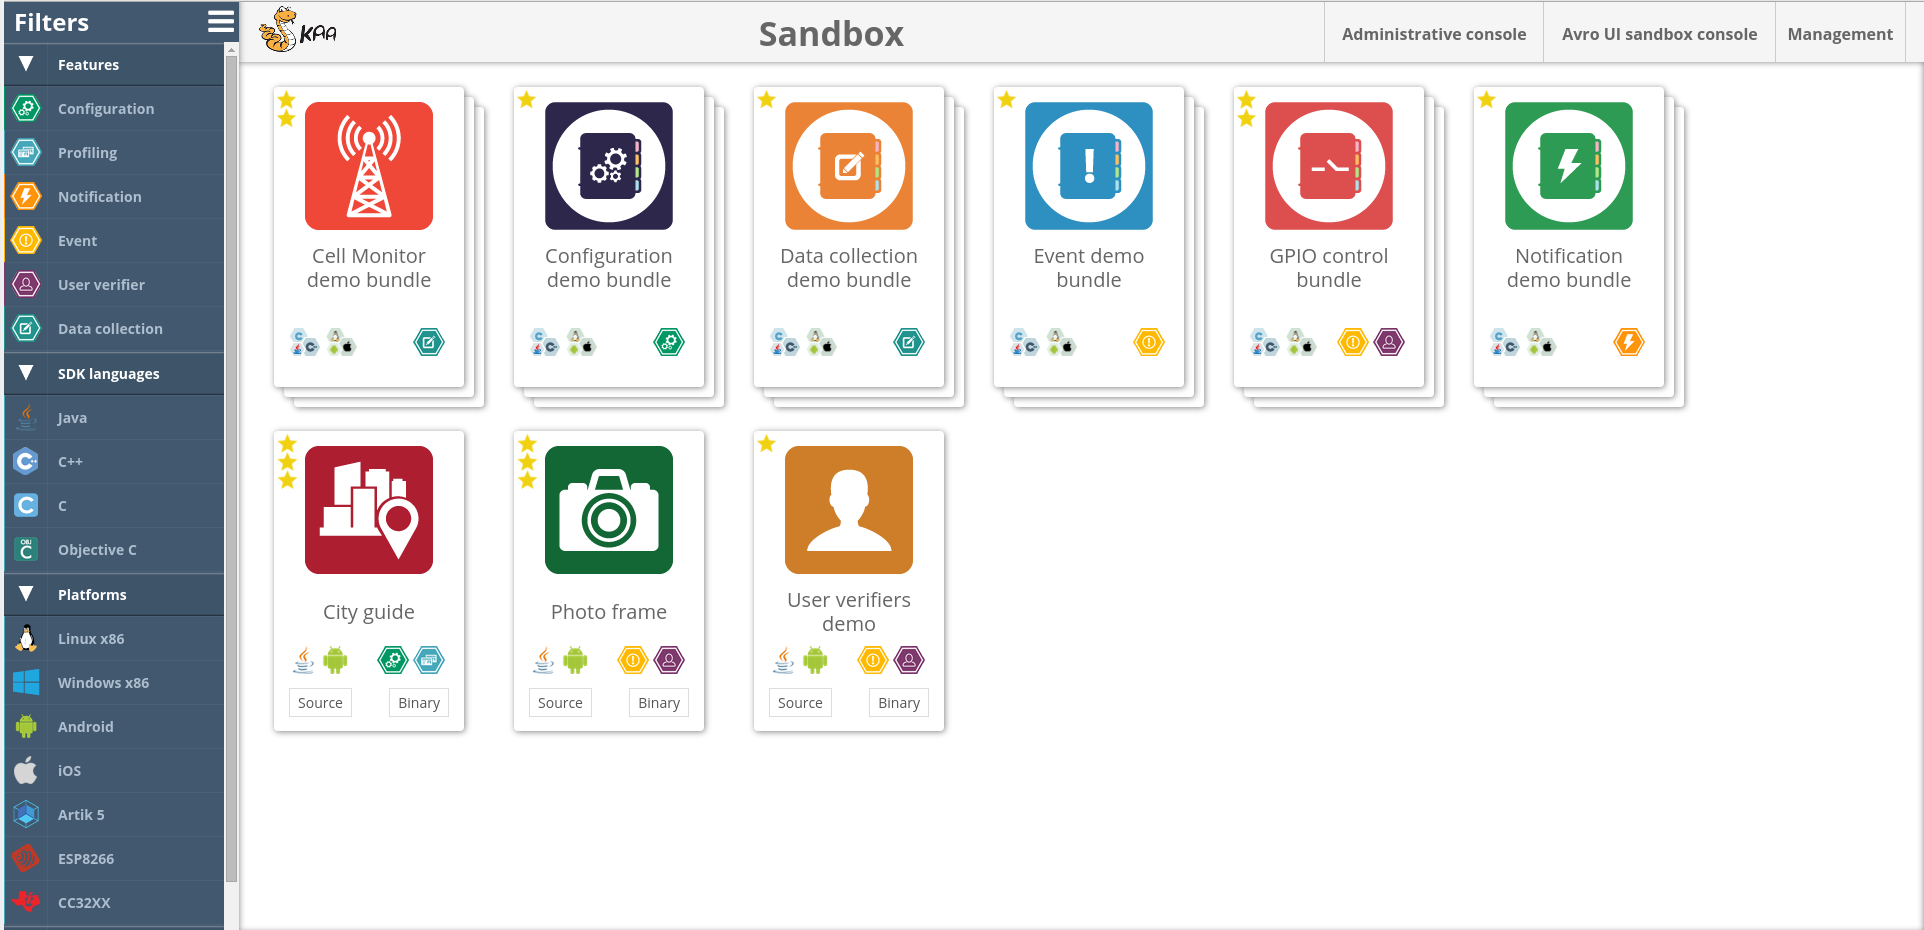 Filters
Features
Configuration
Profiling
Notification
Event
User verifier
Data collection
SDK languages
Java
C++
C
Objective C
Platforms
Linux x86
Windows x86
Android
iOS
Artik 5
ESP8266
CC32XX
KAA
Sandbox
Administrative console
Avro UI sandbox console
Management
Cell Monitor
demo bundle
Configuration
demo bundle
Data collection
demo bundle
Event demo
bundle
GPIO control
bundle
Notification
demo bundle
City guide
Source
Binary
Photo frame
Source
Binary
User verifiers
demo
Source
Binary